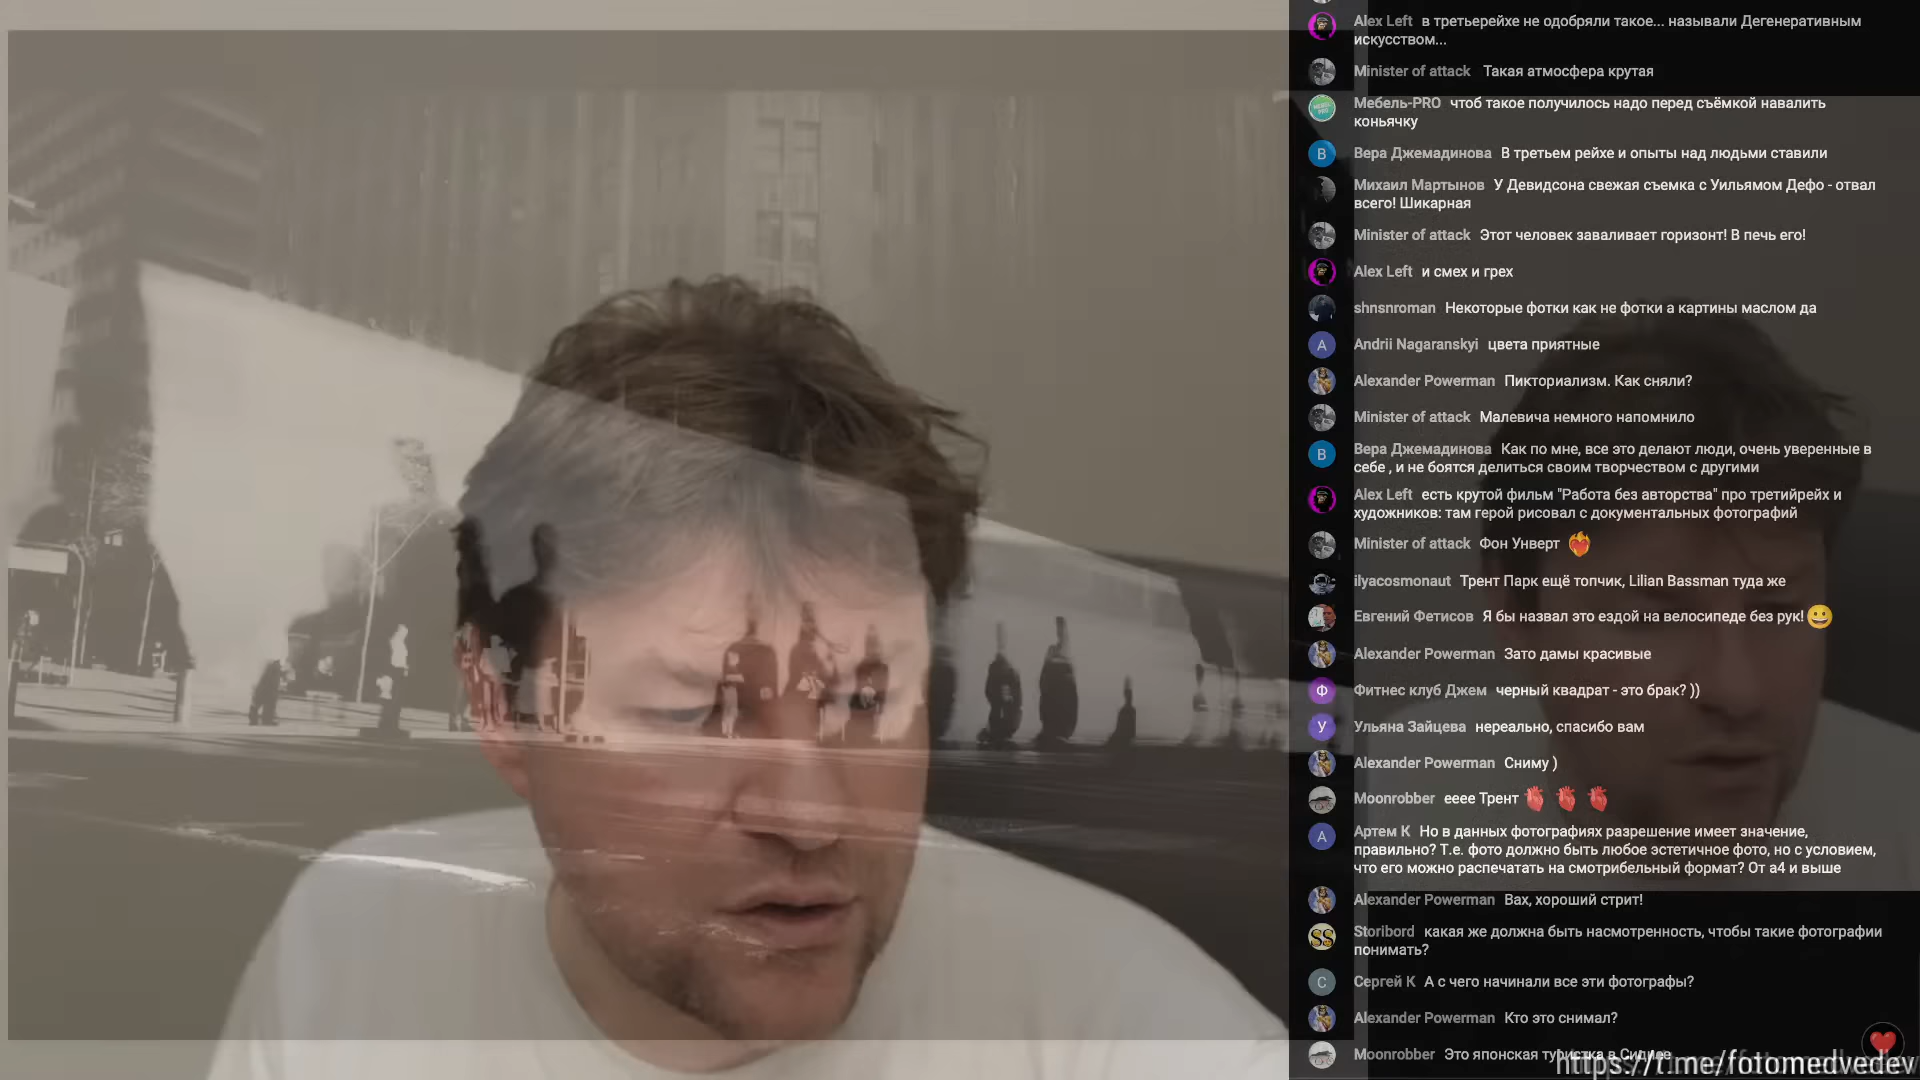 Alex Left в третьерейхе не одобряли такое... называли Дегенеративным
искусством...
Minister of attack Такая атмосфера крутая
Мебель-PRO чтоб такое получилось надо перед съёмкой навалить
коньячку
Вера Джемадинова В третьем рейхе и опыты над людьми ставили
Михаил Мартынов У Девидсона свежая съемка с Уильямом Дефо - отвал
всего! Шикарная
Minister of attack Этот человек заваливает горизонт! В печь его!
Alex Left и смех и грех
shnsnroman Некоторые фотки как не фотки а картины маслом да
Andrii Nagaranskyi цвета приятные
Alexander Powerman Пикториализм. Как сняли?
Minister of attack Малевича немного напомнило
Вера Джемадинова Как по мне, все это делают люди, очень уверенные в
себе , и не боятся делиться своим творчеством с другими
Alex Left есть крутой фильм "Работа без авторства" про третийрейх и
художников: там герой рисовал с документальных фотографий
Minister of attack Фон Унверт
ilyacosmonaut Трент Парк ещё топчик, Lilian Bassman туда же
Евгений Фетисов Я бы назвал это ездой на велосипеде без рук!
Alexander Powerman Зато дамы красивые
Фитнес клуб Джем черный квадрат - это брак? ))
Ульяна Зайцева нереально, спасибо вам
Alexander Powerman Сниму )
Moonrobber ееее Трент
Артем К Но в данных фотографиях разрешение имеет значение,
правильно? Т.е. фото должно быть любое эстетичное фото, но с условием,
что его можно распечатать на смотрибельный формат? От а4 и выше
Alexander Powerman Вах, хороший стрит!
Storibord какая же должна быть насмотренность, чтобы такие фотографии
понимать?
Сергей К А с чего начинали все эти фотографы?
Alexander Powerman Кто это снимал?
Moonrobber Это японская туристка в Сиднее
https://t.me/fotomedvedev